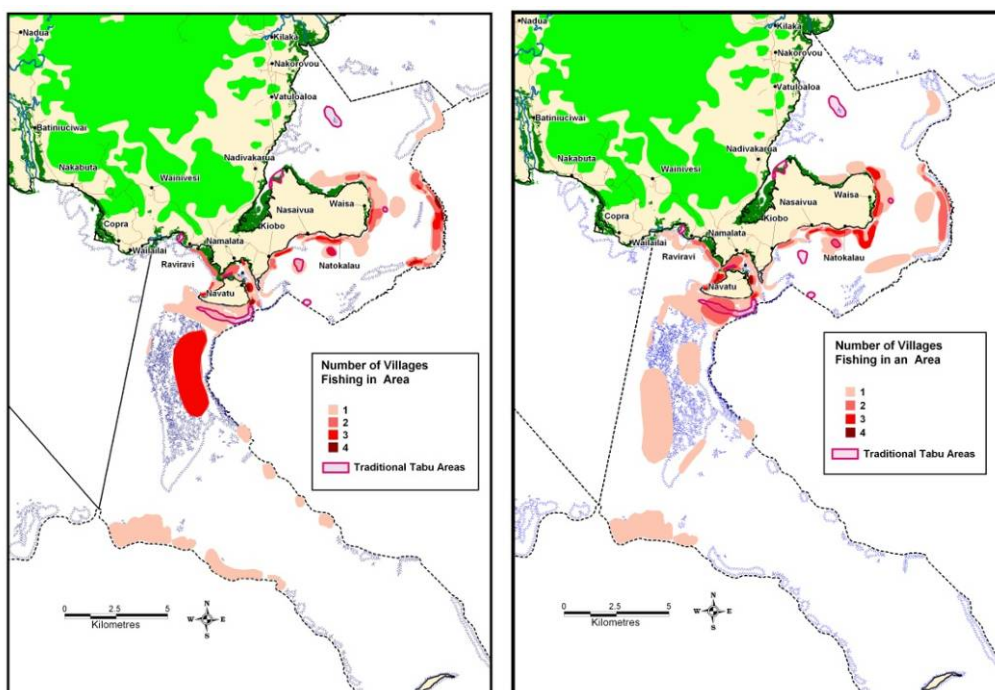 Nadua
Kilaka
Nakorovou
Vatuloaloa
Batiniuciwai
Nadivakarua
Nakabuta
Wainivesi
Waisa
Nasaivua
Copra
Kiobo
Namalata
Wailailai
Raviravi
Natokalau
Navatu
Number of Villages
Fishing in Area
1
2
3
4
Traditional Tabu Areas
0 2.5 5
Kilometres
N
W E
S
Nadua
Kilaka
Nakorovou
Vatuloaloa
Batiniuciwai
Nadivakarua
Nakabuta
Wainivesi
Waisa
Nasaivua
Copra
Kiobo
Namalata
Wailailai
Raviravi
Natokalau
Navatu
Number of Villages
Fishing in an Area
1
2
3
4
Traditional Tabu Areas
0 2.5 5
Kilometres
N
W E
S